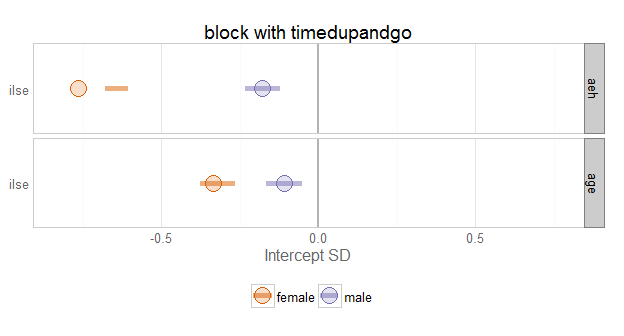 block with timedupandgo
ilse
aeh
ilse
age
-0.5 0.0 0.5
Intercept SD
female male